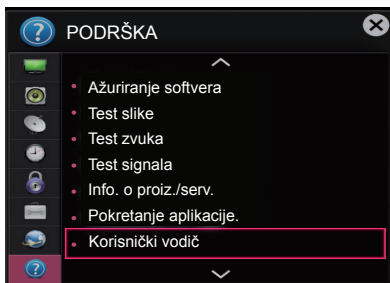 PODRŠKA
Ažuriranje softvera
Test slike
Test zvuka
Test signala
Info. o proiz./serv.
Pokretanje aplikacije.
Korisnički vodič